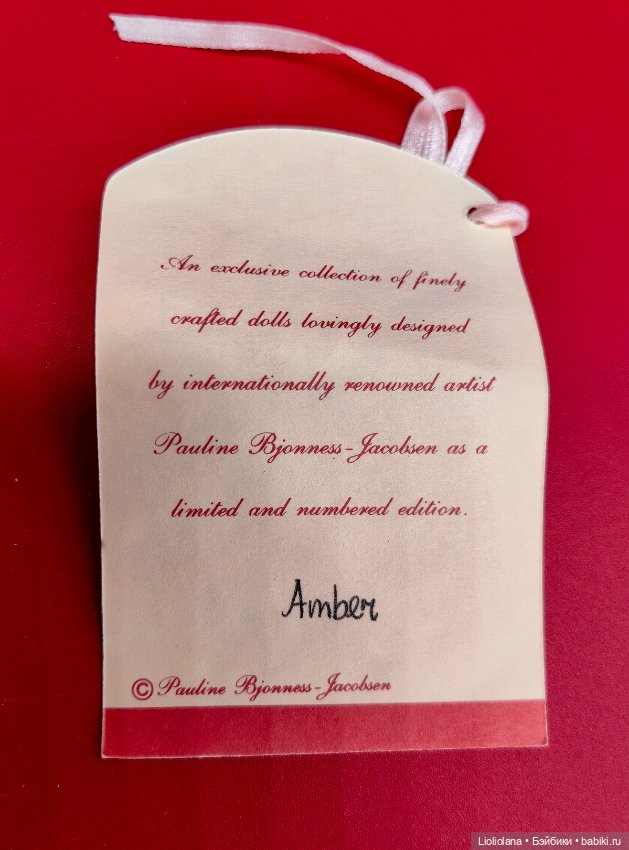 An exclusive collection of finely
crafted dolls lovingly designed
by internationally renowned artist
Pauline Bjonness-Jacobsen as a
limited and numbered edition.
Amber
© Pauline Bjonness-Jacobsen
Lioliolana • Бэйбики • babiki.ru